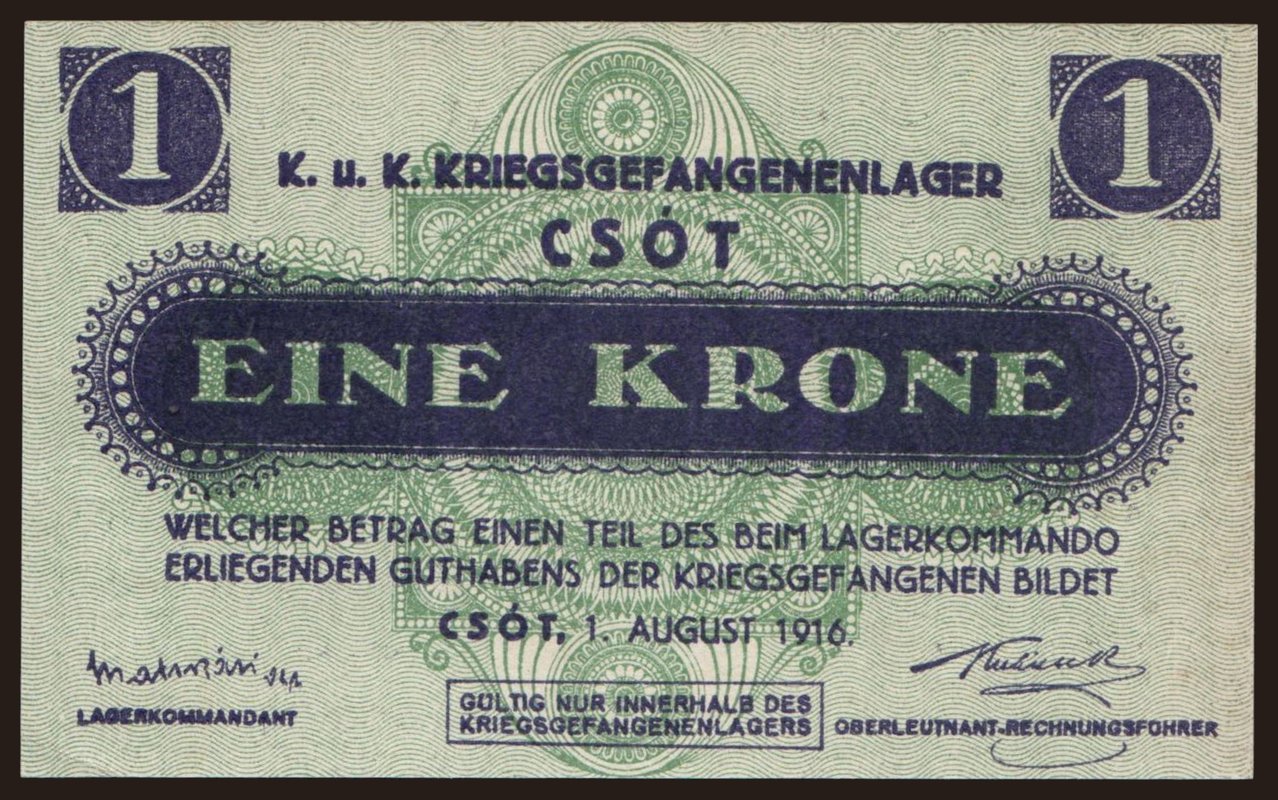 1 1
K. u. K. KRIEGSGEFANGENENLAGER
CSÓT
EINE KRONE
WELCHER BETRAG EINEN TEIL DES BEIM LAGERKOMMANDO
ERLIEGENDEN GUTHABENS DER KRIEGSGEFANGENEN BILDET
CSÓT, 1. AUGUST 1916.
LAGERKOMMANDANT
GÜLTIG NUR INNERHALB DES
KRIEGSGEFANGENENLAGERS
OBERLEUTNANT-RECHNUNGSFÜHRER